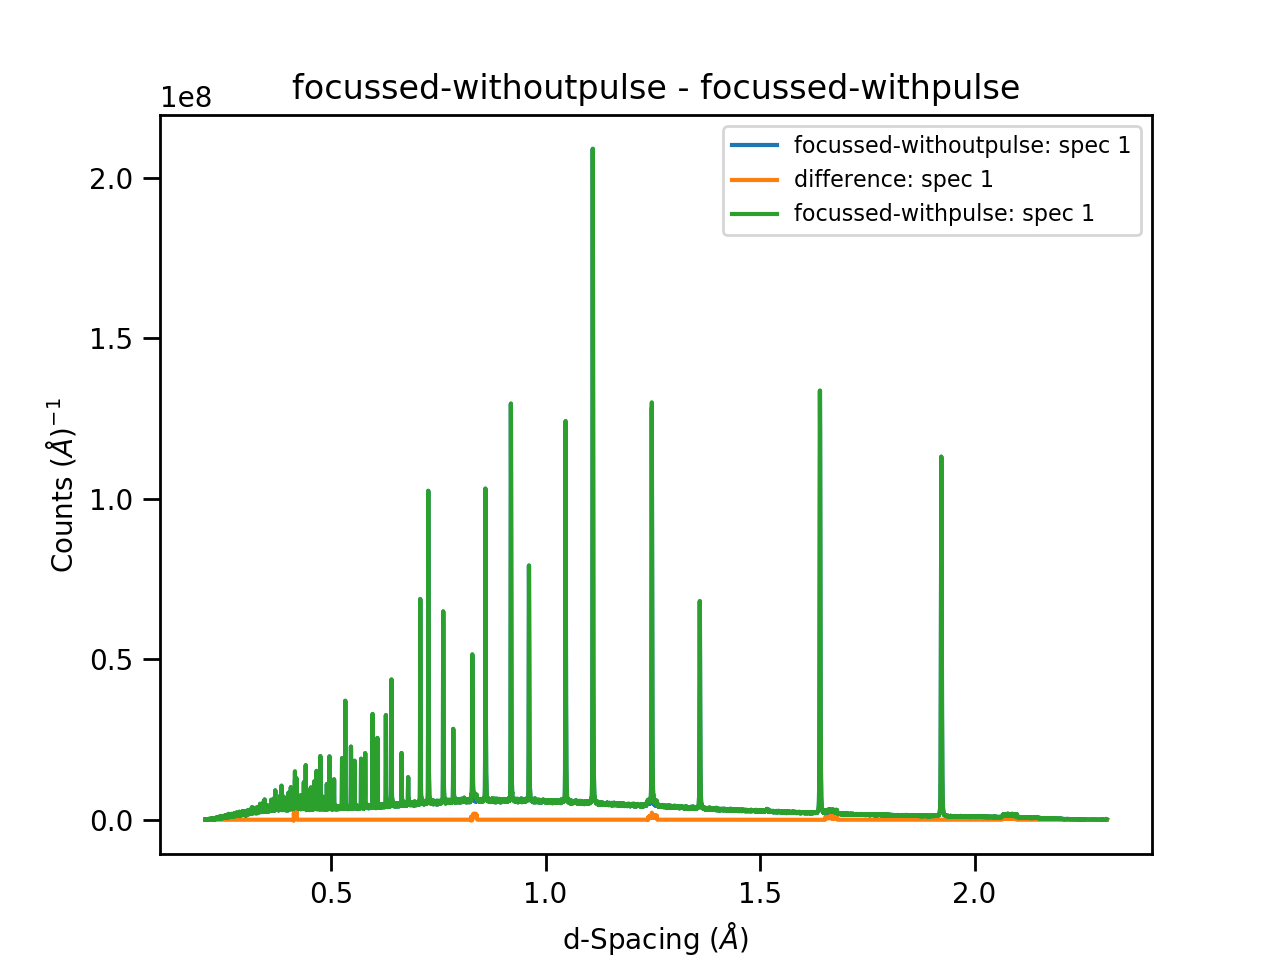 focussed-withoutpulse - focussed-withpulse
1e8
focussed-withoutpulse: spec 1
difference: spec 1
focussed-withpulse: spec 1
2.0
1.5
1.0
0.5
0.0
Counts (Å)⁻¹
0.5 1.0 1.5 2.0
d-Spacing (Å)